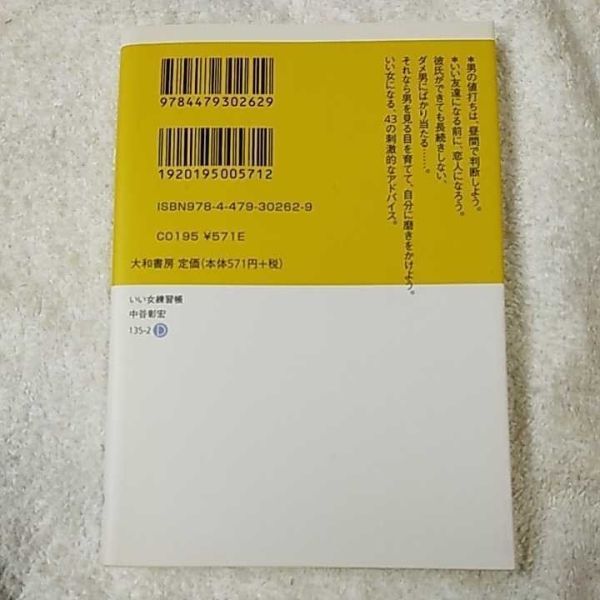 *男の値打ちは、昼間で判断しよう。
*いい友達になる前に、恋人になろう。
彼氏ができても長続きしない、
ダメ男にばかり当たる……。
それなら男を見る目を育てて、自分に磨きをかけよう。
いい女になる、43の刺激的なアドバイス。
9784479302629
1920195005712
ISBN978-4-479-30262-9
C0195 ¥571E
大和書房 定価(本体571円+税)
いい女練習帳
中谷彰宏
135-2 D